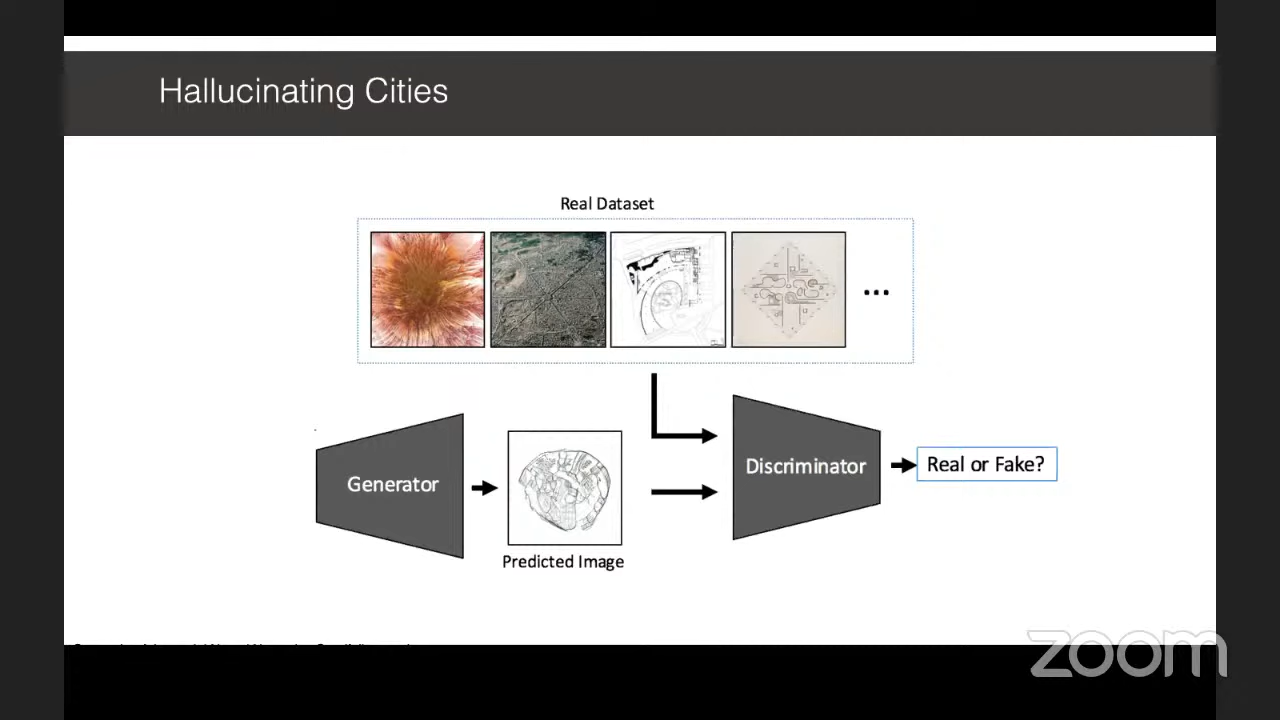 Hallucinating Cities
Real Dataset
...
Generator
Discriminator
Real or Fake?
Predicted Image
zoom